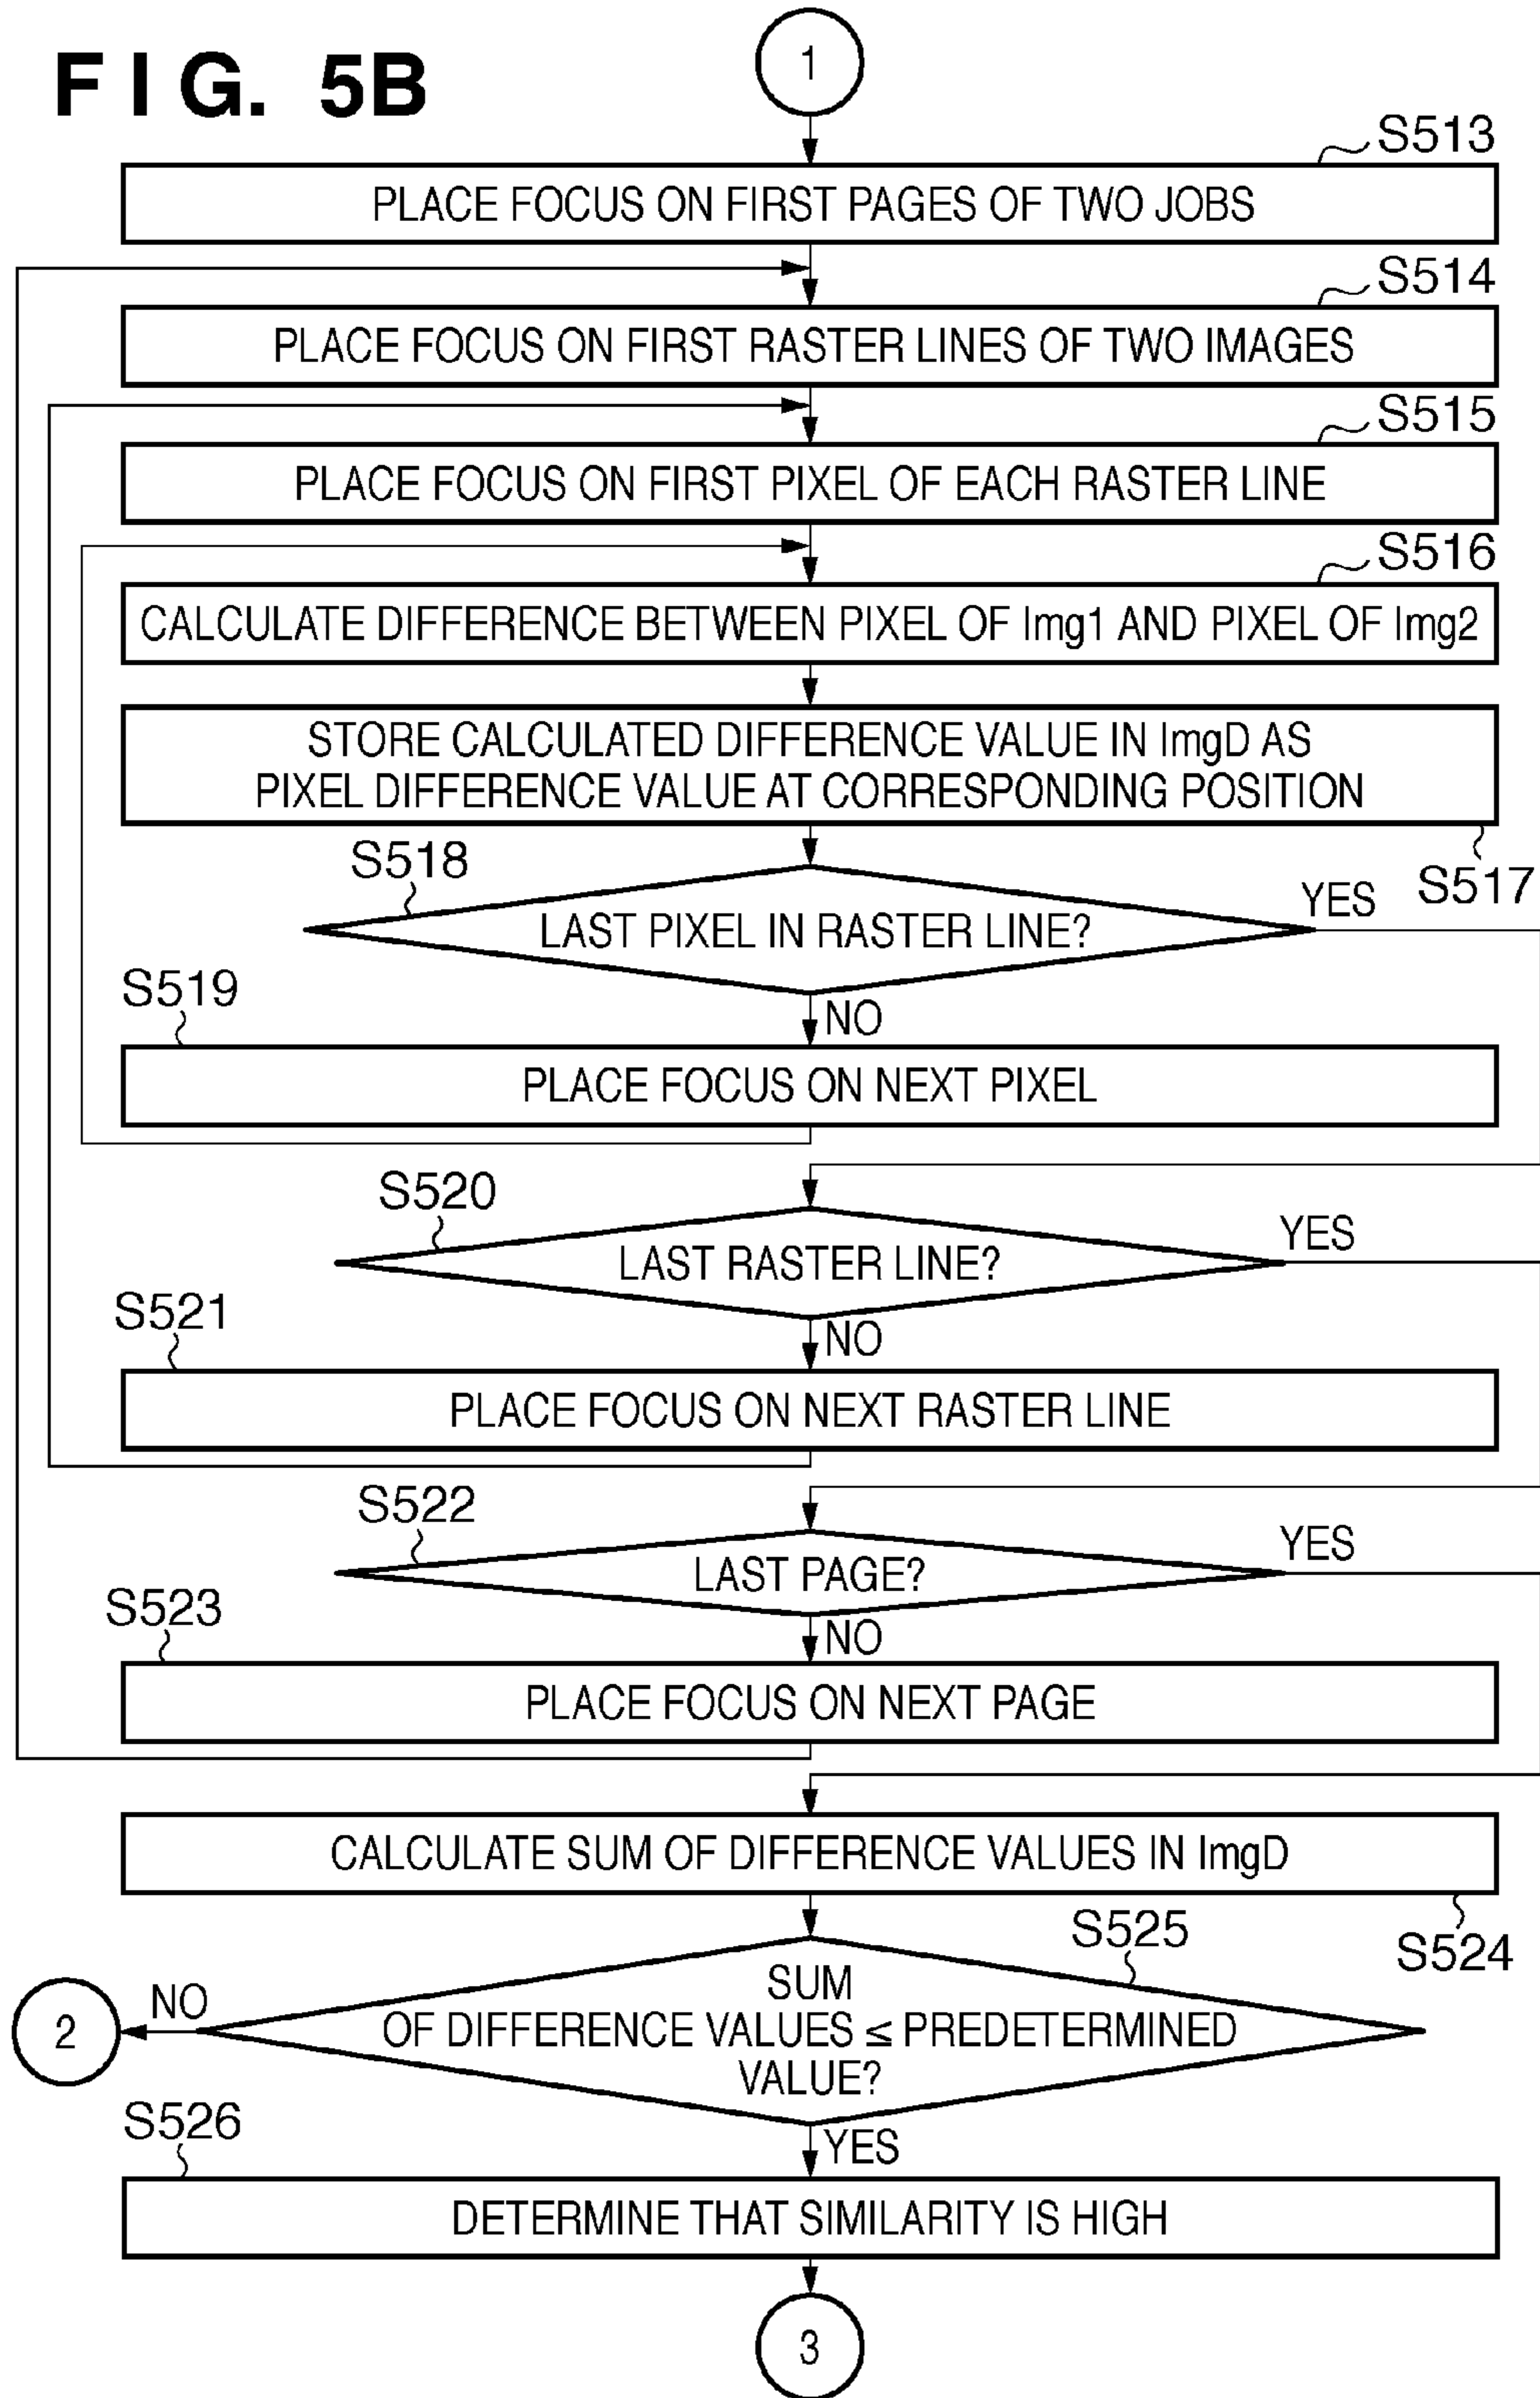 FIG. 5B
1
S513
PLACE FOCUS ON FIRST PAGES OF TWO JOBS
S514
PLACE FOCUS ON FIRST RASTER LINES OF TWO IMAGES
S515
PLACE FOCUS ON FIRST PIXEL OF EACH RASTER LINE
S516
CALCULATE DIFFERENCE BETWEEN PIXEL OF Img1 AND PIXEL OF Img2
STORE CALCULATED DIFFERENCE VALUE IN ImgD AS
PIXEL DIFFERENCE VALUE AT CORRESPONDING POSITION
S517
S518
LAST PIXEL IN RASTER LINE?
YES
NO
S519
PLACE FOCUS ON NEXT PIXEL
S520
LAST RASTER LINE?
YES
NO
S521
PLACE FOCUS ON NEXT RASTER LINE
S522
LAST PAGE?
YES
NO
S523
PLACE FOCUS ON NEXT PAGE
CALCULATE SUM OF DIFFERENCE VALUES IN ImgD
S524
S525
SUM
OF DIFFERENCE VALUES ≤ PREDETERMINED
VALUE?
NO
2
YES
S526
DETERMINE THAT SIMILARITY IS HIGH
3